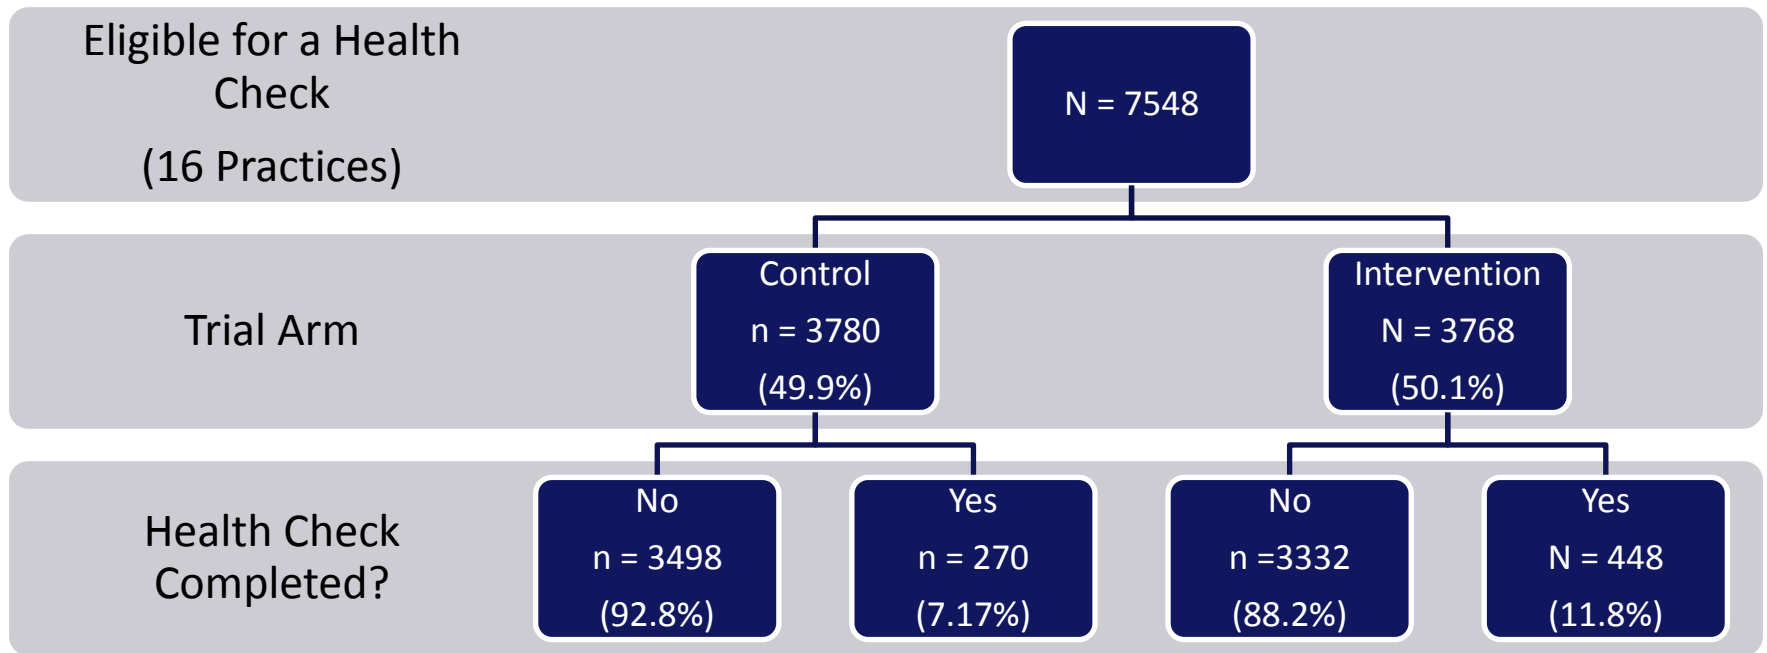 Eligible for a Health
Check
(16 Practices)
N = 7548
Trial Arm
Control
n = 3780
(49.9%)
Intervention
N = 3768
(50.1%)
Health Check
Completed?
No
n = 3498
(92.8%)
Yes
n = 270
(7.17%)
No
n =3332
(88.2%)
Yes
N = 448
(11.8%)